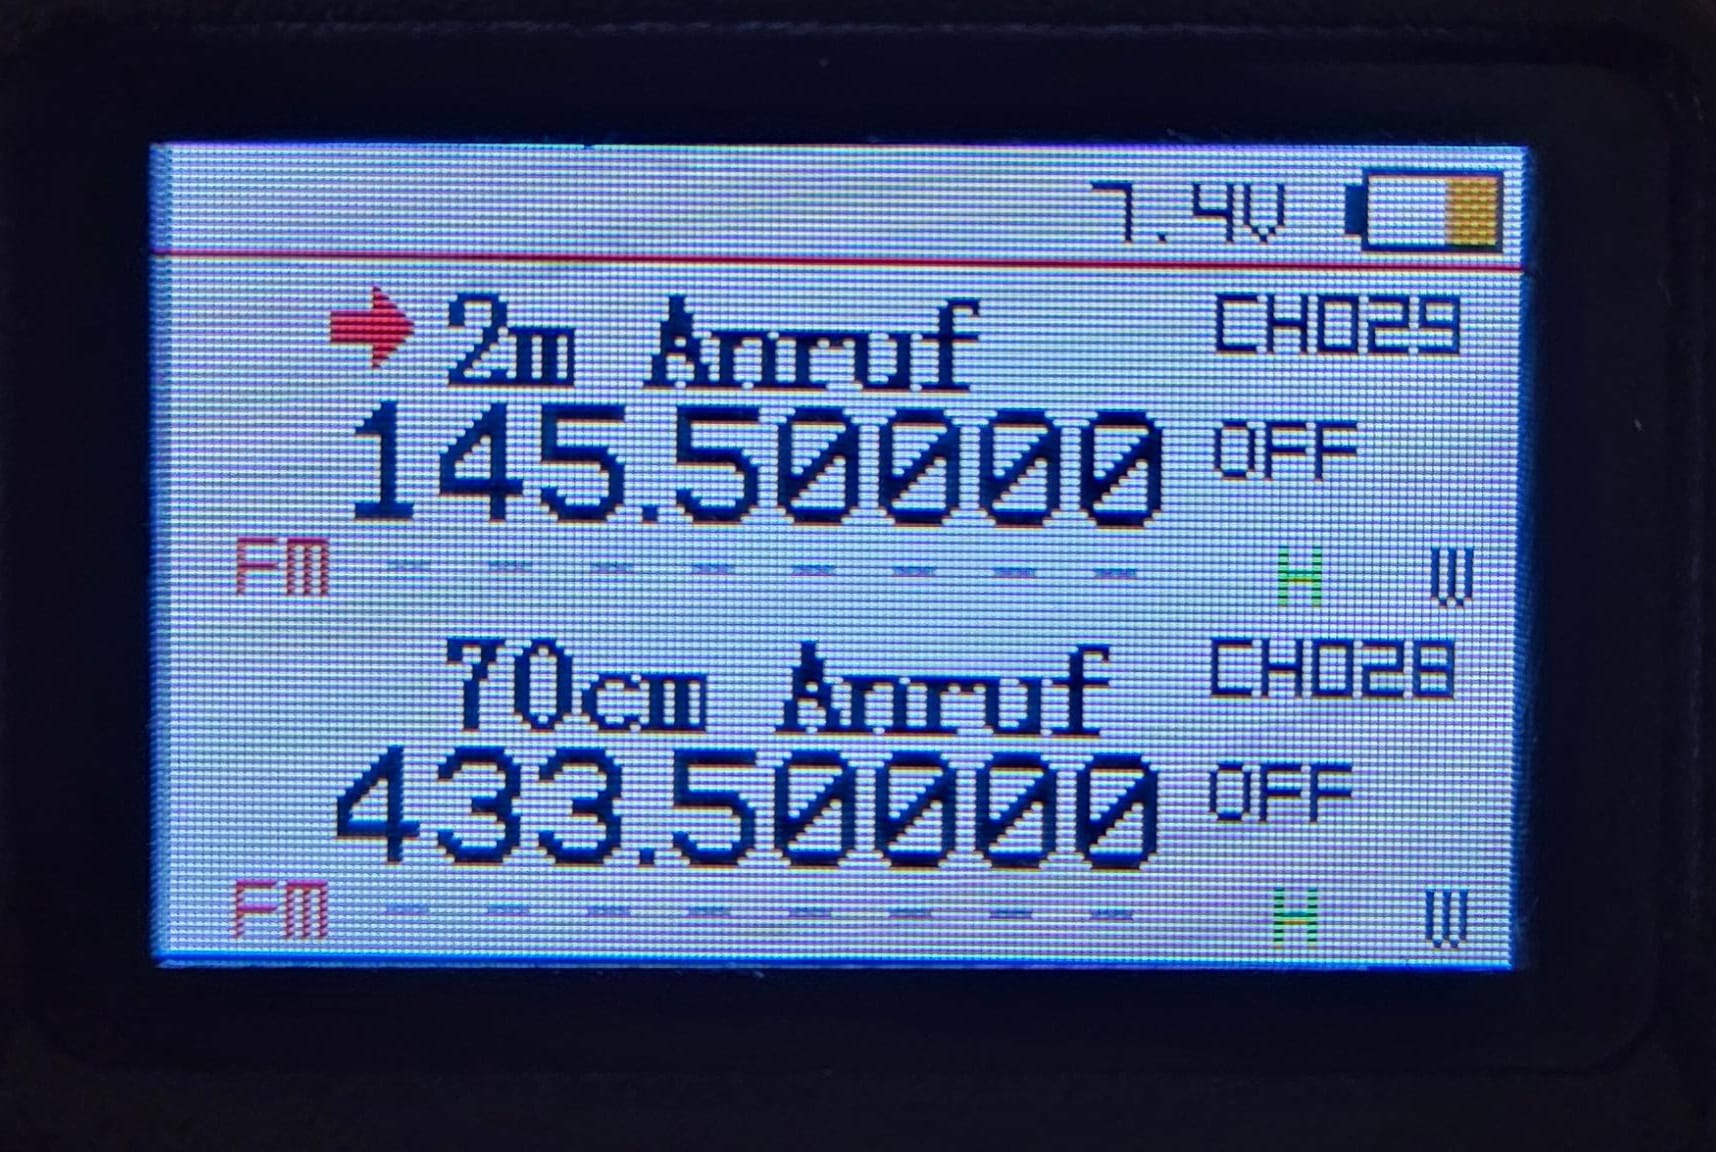 7.4V
2m Anruf CH029
145.50000 OFF
FM - - - - - - - - H W
70cm Anruf CH028
433.50000 OFF
FM - - - - - - - - H W